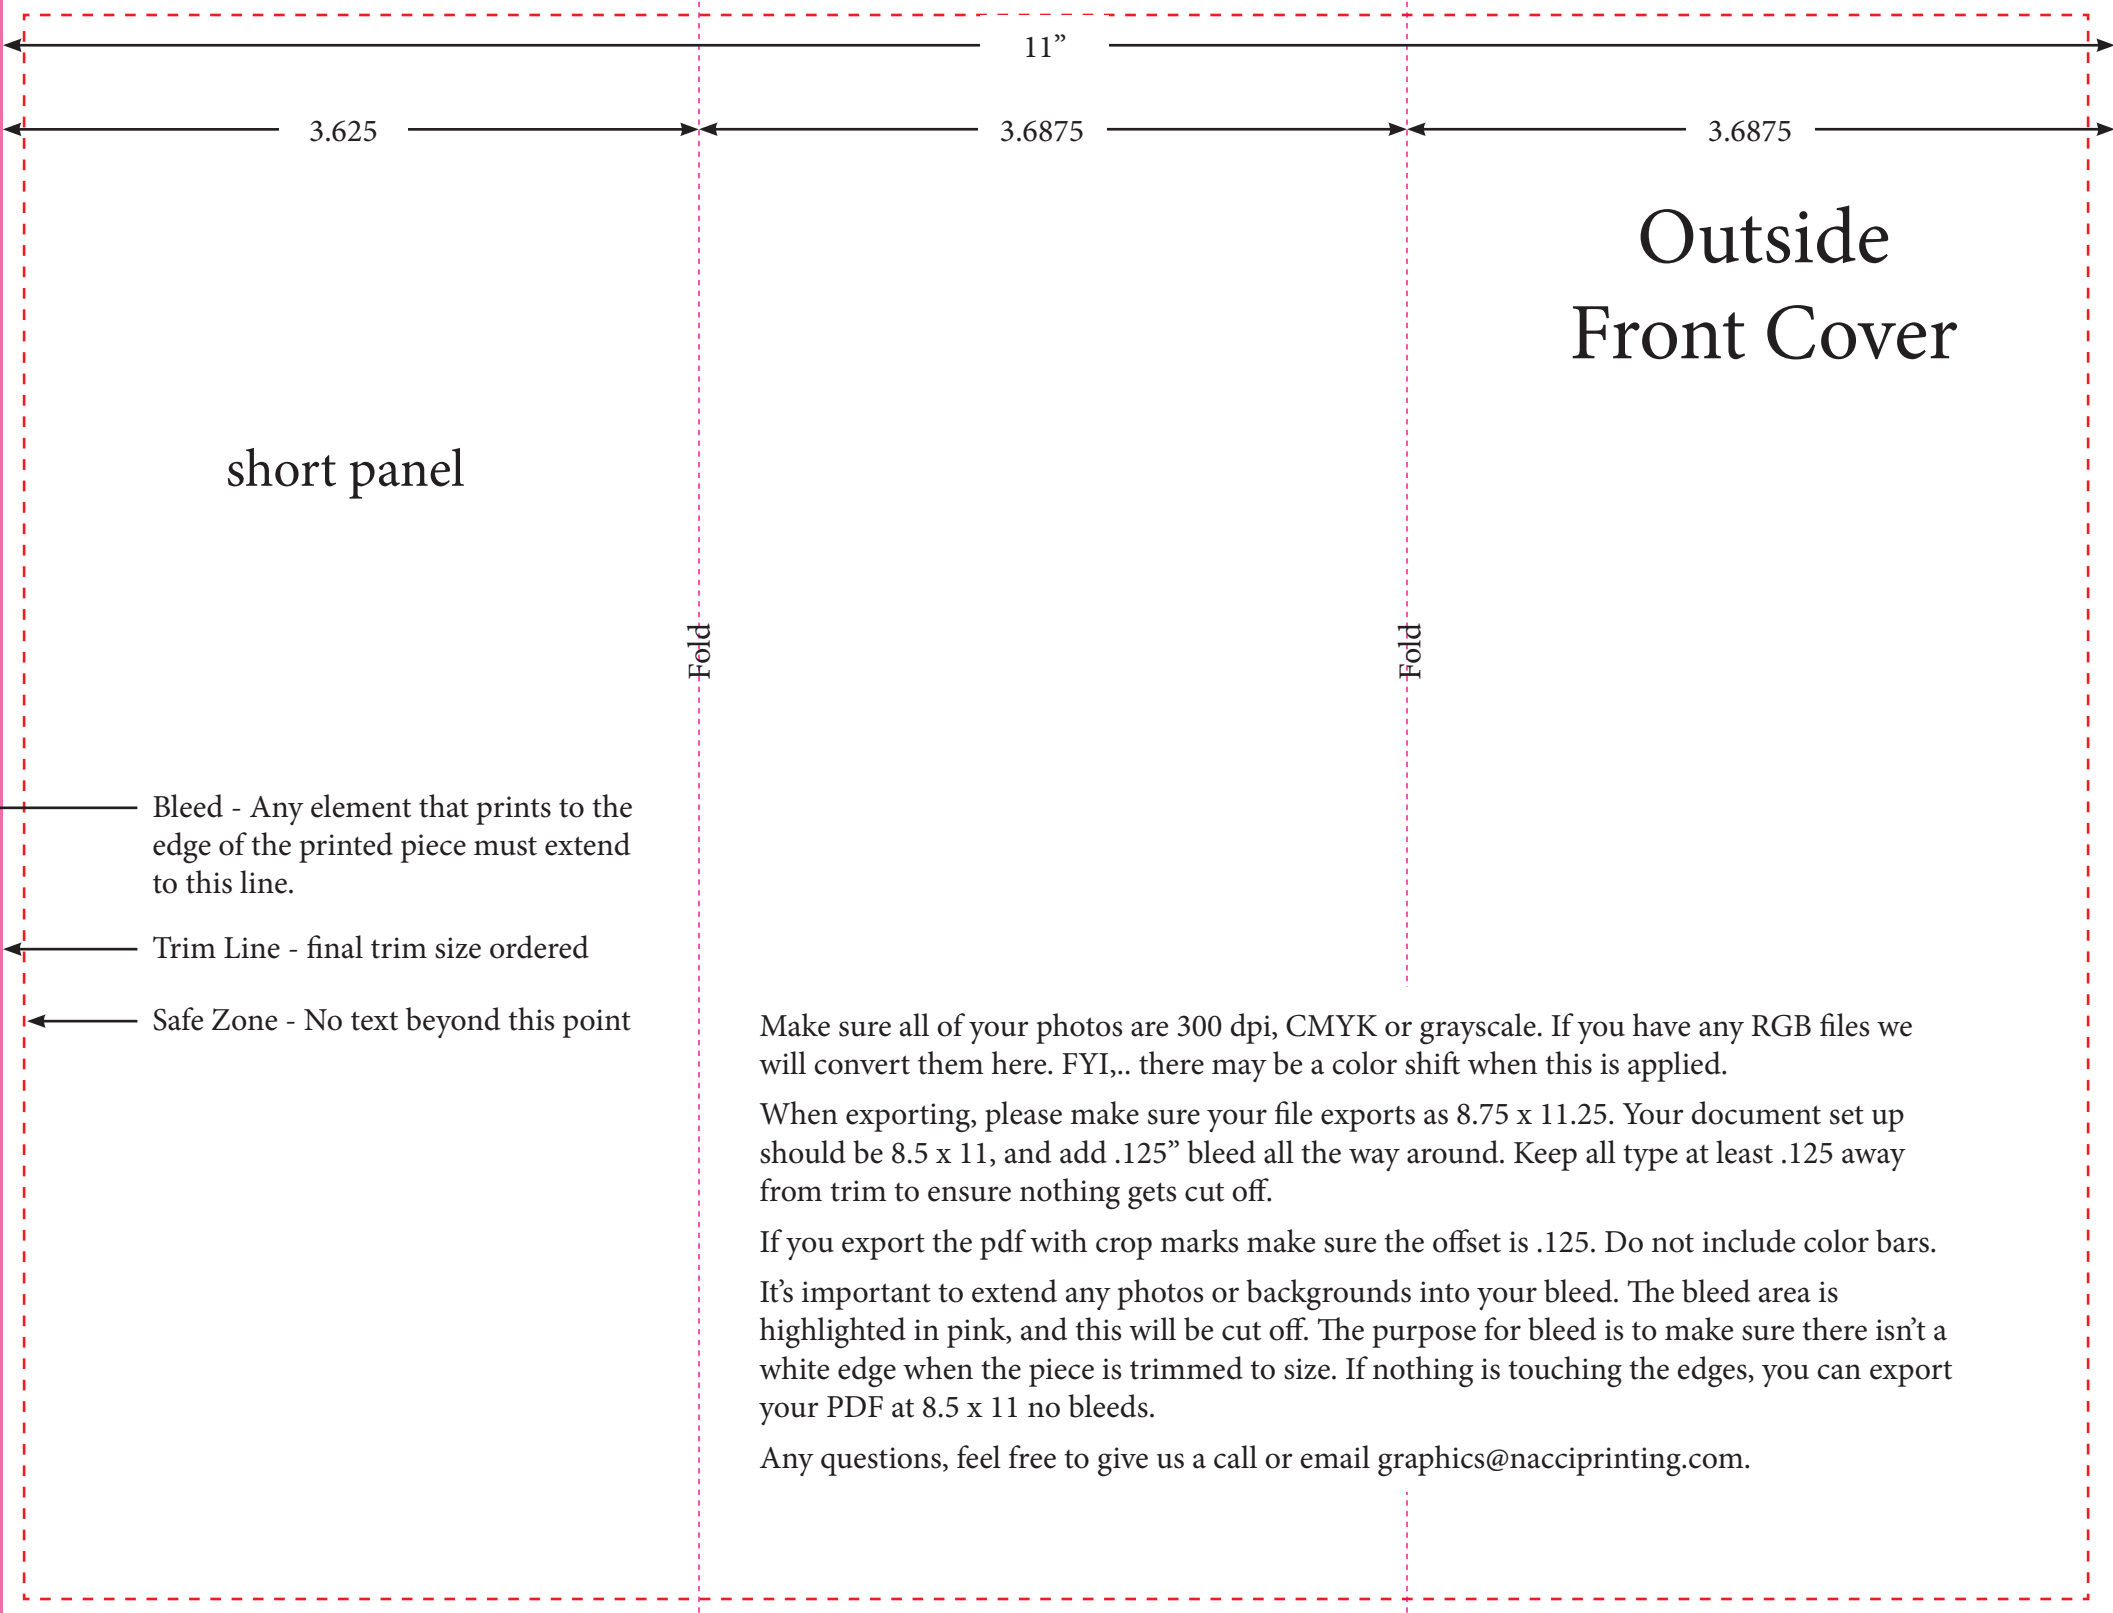 11”
3.625
3.6875
3.6875
Outside
Front Cover
short panel
Fold
Fold
Bleed - Any element that prints to the
edge of the printed piece must extend
to this line.
Trim Line - final trim size ordered
Safe Zone - No text beyond this point
Make sure all of your photos are 300 dpi, CMYK or grayscale. If you have any RGB files we
will convert them here. FYI,.. there may be a color shift when this is applied.
When exporting, please make sure your file exports as 8.75 x 11.25. Your document set up
should be 8.5 x 11, and add .125” bleed all the way around. Keep all type at least .125 away
from trim to ensure nothing gets cut off.
If you export the pdf with crop marks make sure the offset is .125. Do not include color bars.
It’s important to extend any photos or backgrounds into your bleed. The bleed area is
highlighted in pink, and this will be cut off. The purpose for bleed is to make sure there isn’t a
white edge when the piece is trimmed to size. If nothing is touching the edges, you can export
your PDF at 8.5 x 11 no bleeds.
Any questions, feel free to give us a call or email graphics@nacciprinting.com.